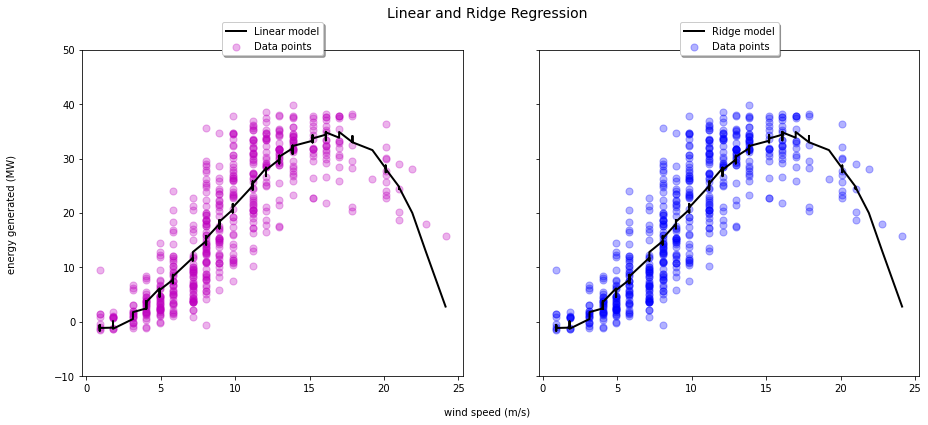 Linear and Ridge Regression
Linear model
Data points
Ridge model
Data points
energy generated (MW)
50
40
30
20
10
0
−10
0 5 10 15 20 25
0 5 10 15 20 25
wind speed (m/s)